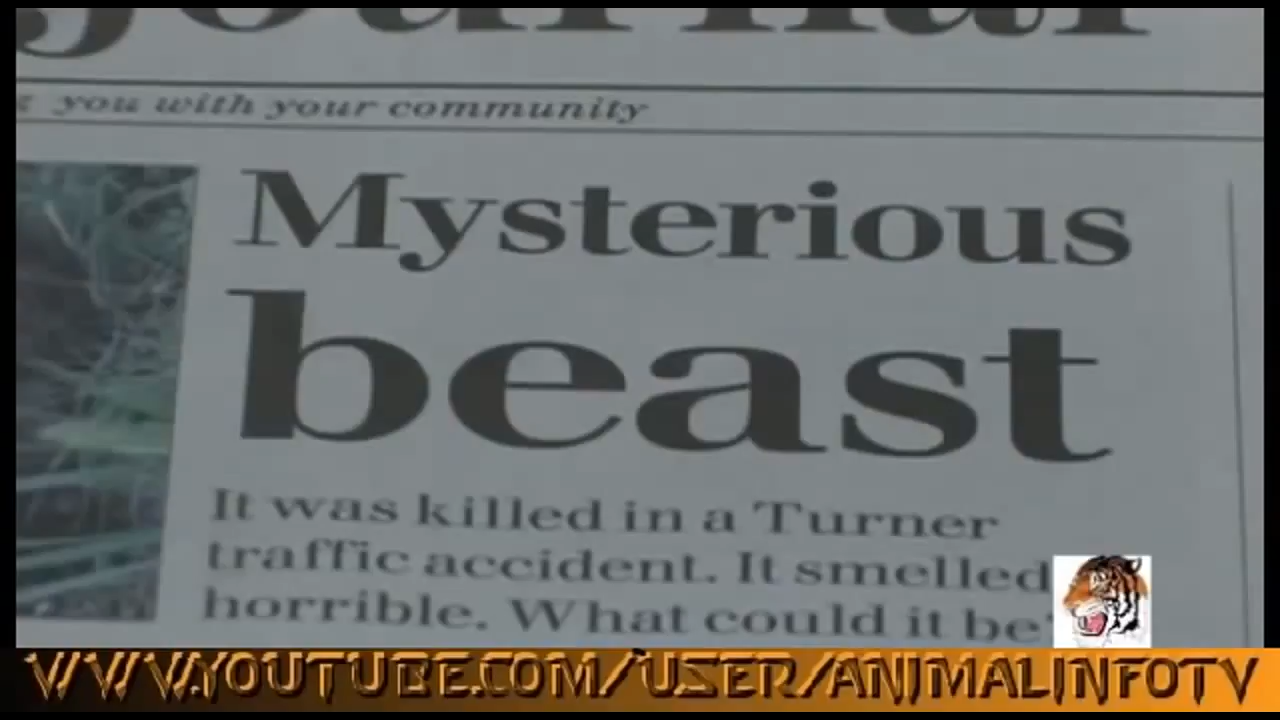 Journal
you with your community
Mysterious
beast
It was killed in a Turner
traffic accident. It smelled
horrible. What could it be
WWW.YOUTUBE.COM/USER/ANIMALINFOTV